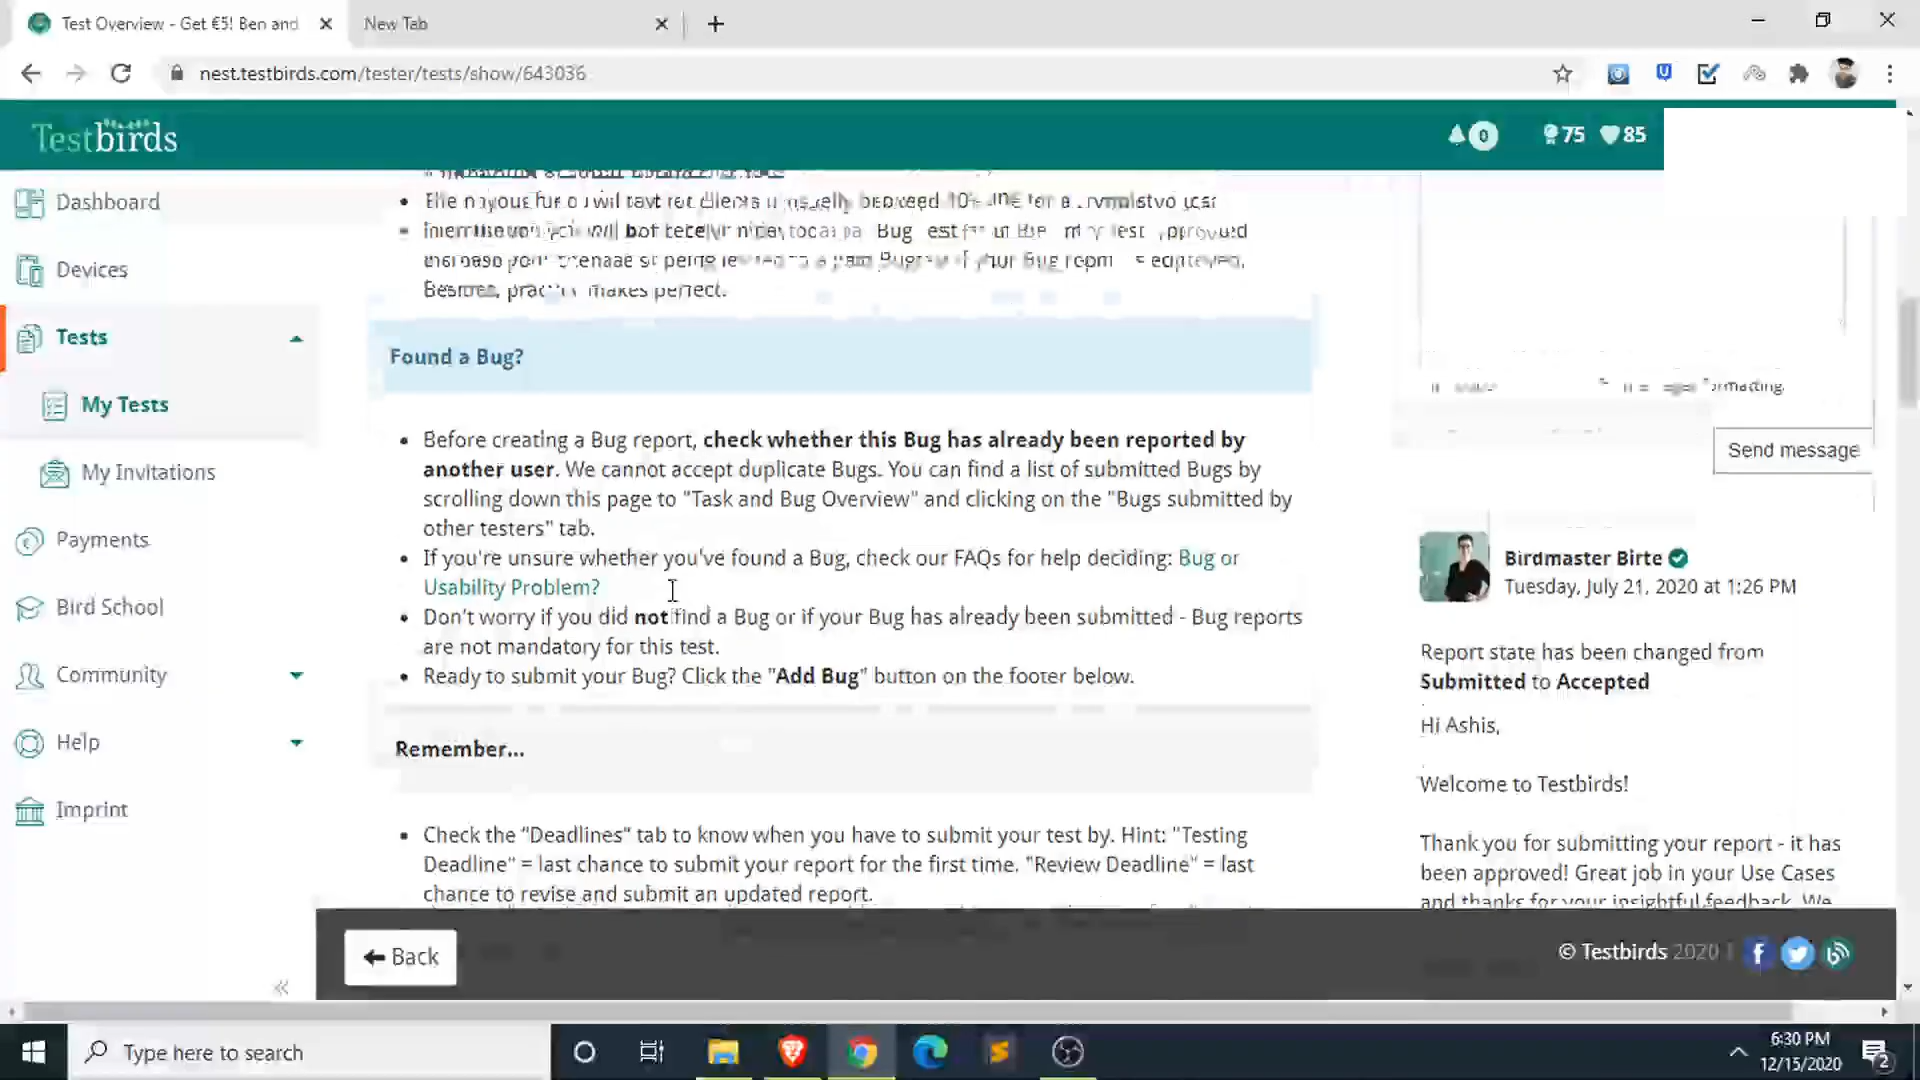 Test Overview - Get €5! Ben and
New Tab
nest.testbirds.com/tester/tests/show/643036
Testbirds
0
75
85
Dashboard
Devices
Tests
My Tests
My Invitations
Payments
Bird School
Community
Help
Imprint
makes perfect.
Found a Bug?
Before creating a Bug report, check whether this Bug has already been reported by
another user. We cannot accept duplicate Bugs. You can find a list of submitted Bugs by
scrolling down this page to "Task and Bug Overview" and clicking on the "Bugs submitted by
other testers" tab.
If you're unsure whether you've found a Bug, check our FAQs for help deciding: Bug or
Usability Problem?
Don't worry if you did not find a Bug or if your Bug has already been submitted - Bug reports
are not mandatory for this test.
Ready to submit your Bug? Click the "Add Bug" button on the footer below.
Remember...
Check the "Deadlines" tab to know when you have to submit your test by. Hint: "Testing
Deadline" = last chance to submit your report for the first time. "Review Deadline" = last
chance to revise and submit an updated report.
Send message
Birdmaster Birte
Tuesday, July 21, 2020 at 1:26 PM
Report state has been changed from
Submitted to Accepted
Hi Ashis,
Welcome to Testbirds!
Thank you for submitting your report - it has
been approved! Great job in your Use Cases
and thanks for your insightful feedback. We
Back
© Testbirds 2020
Type here to search
6:30 PM
12/15/2020
2